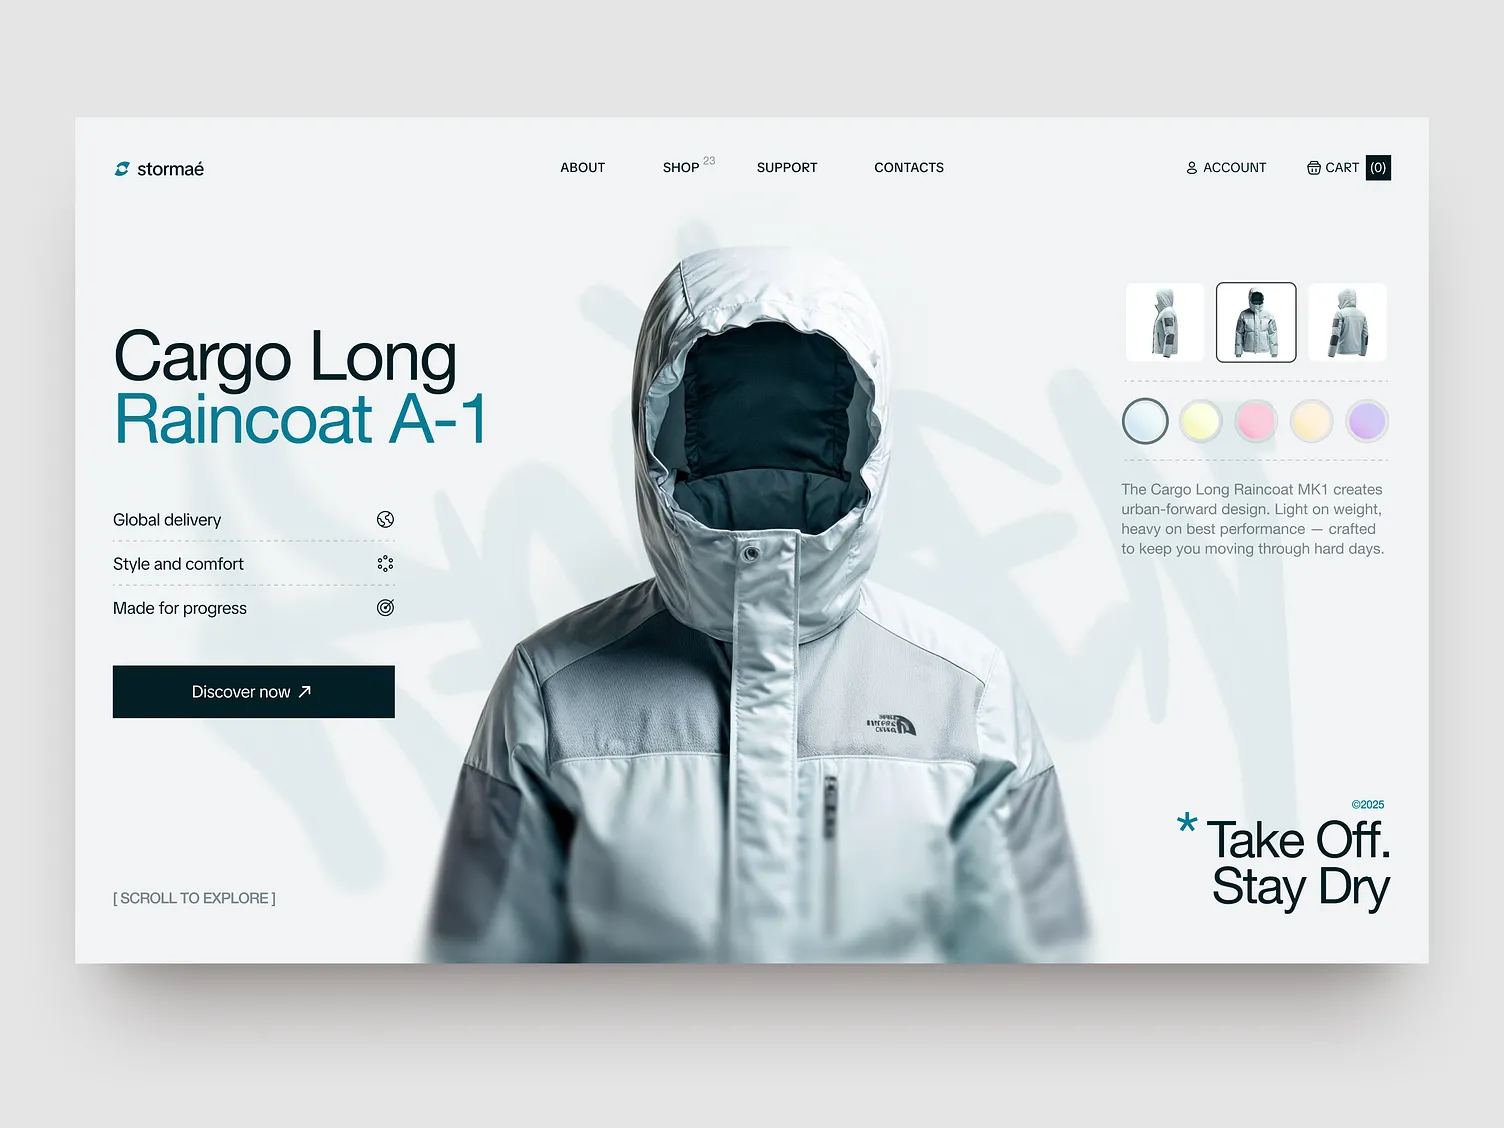 stormaé
ABOUT
SHOP 23
SUPPORT
CONTACTS
ACCOUNT
CART (0)
Cargo Long
Raincoat A-1
Global delivery
Style and comfort
Made for progress
Discover now
[ SCROLL TO EXPLORE ]
The Cargo Long Raincoat MK1 creates
urban-forward design. Light on weight,
heavy on best performance — crafted
to keep you moving through hard days.
©2025
* Take Off.
Stay Dry